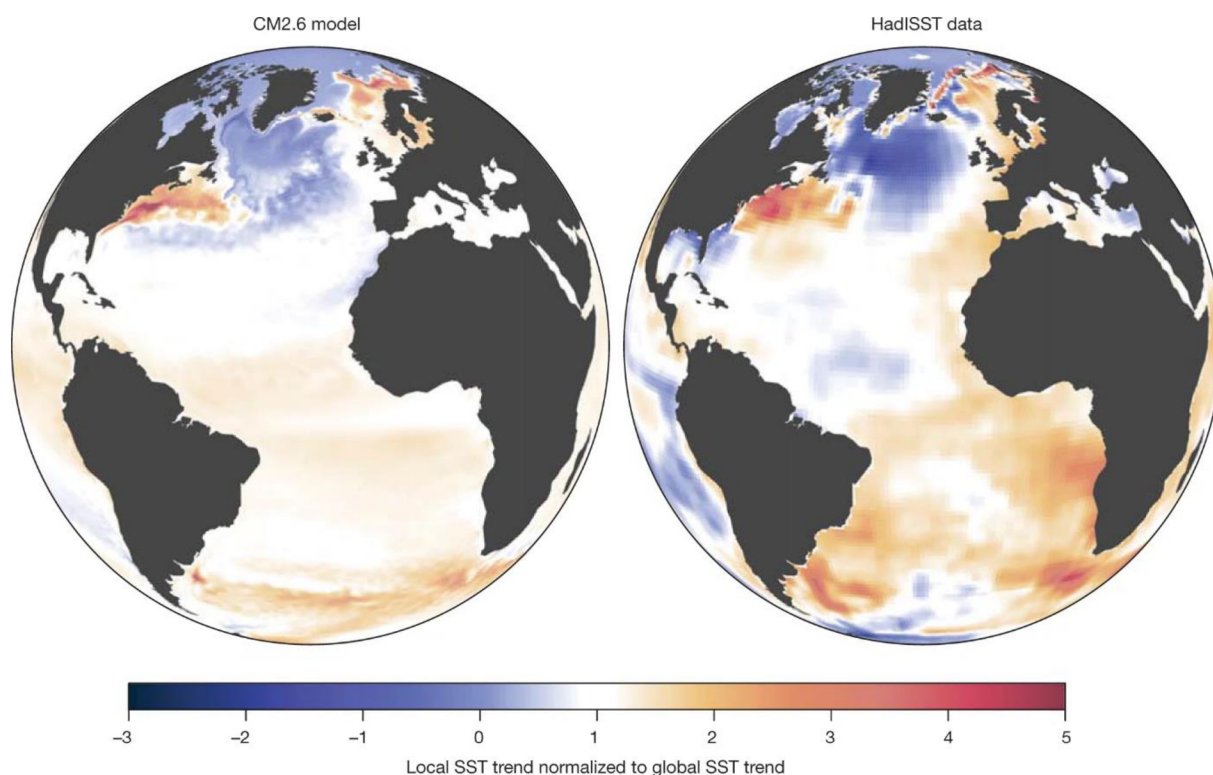 CM2.6 model
HadISST data
–3 –2 –1 0 1 2 3 4 5
Local SST trend normalized to global SST trend